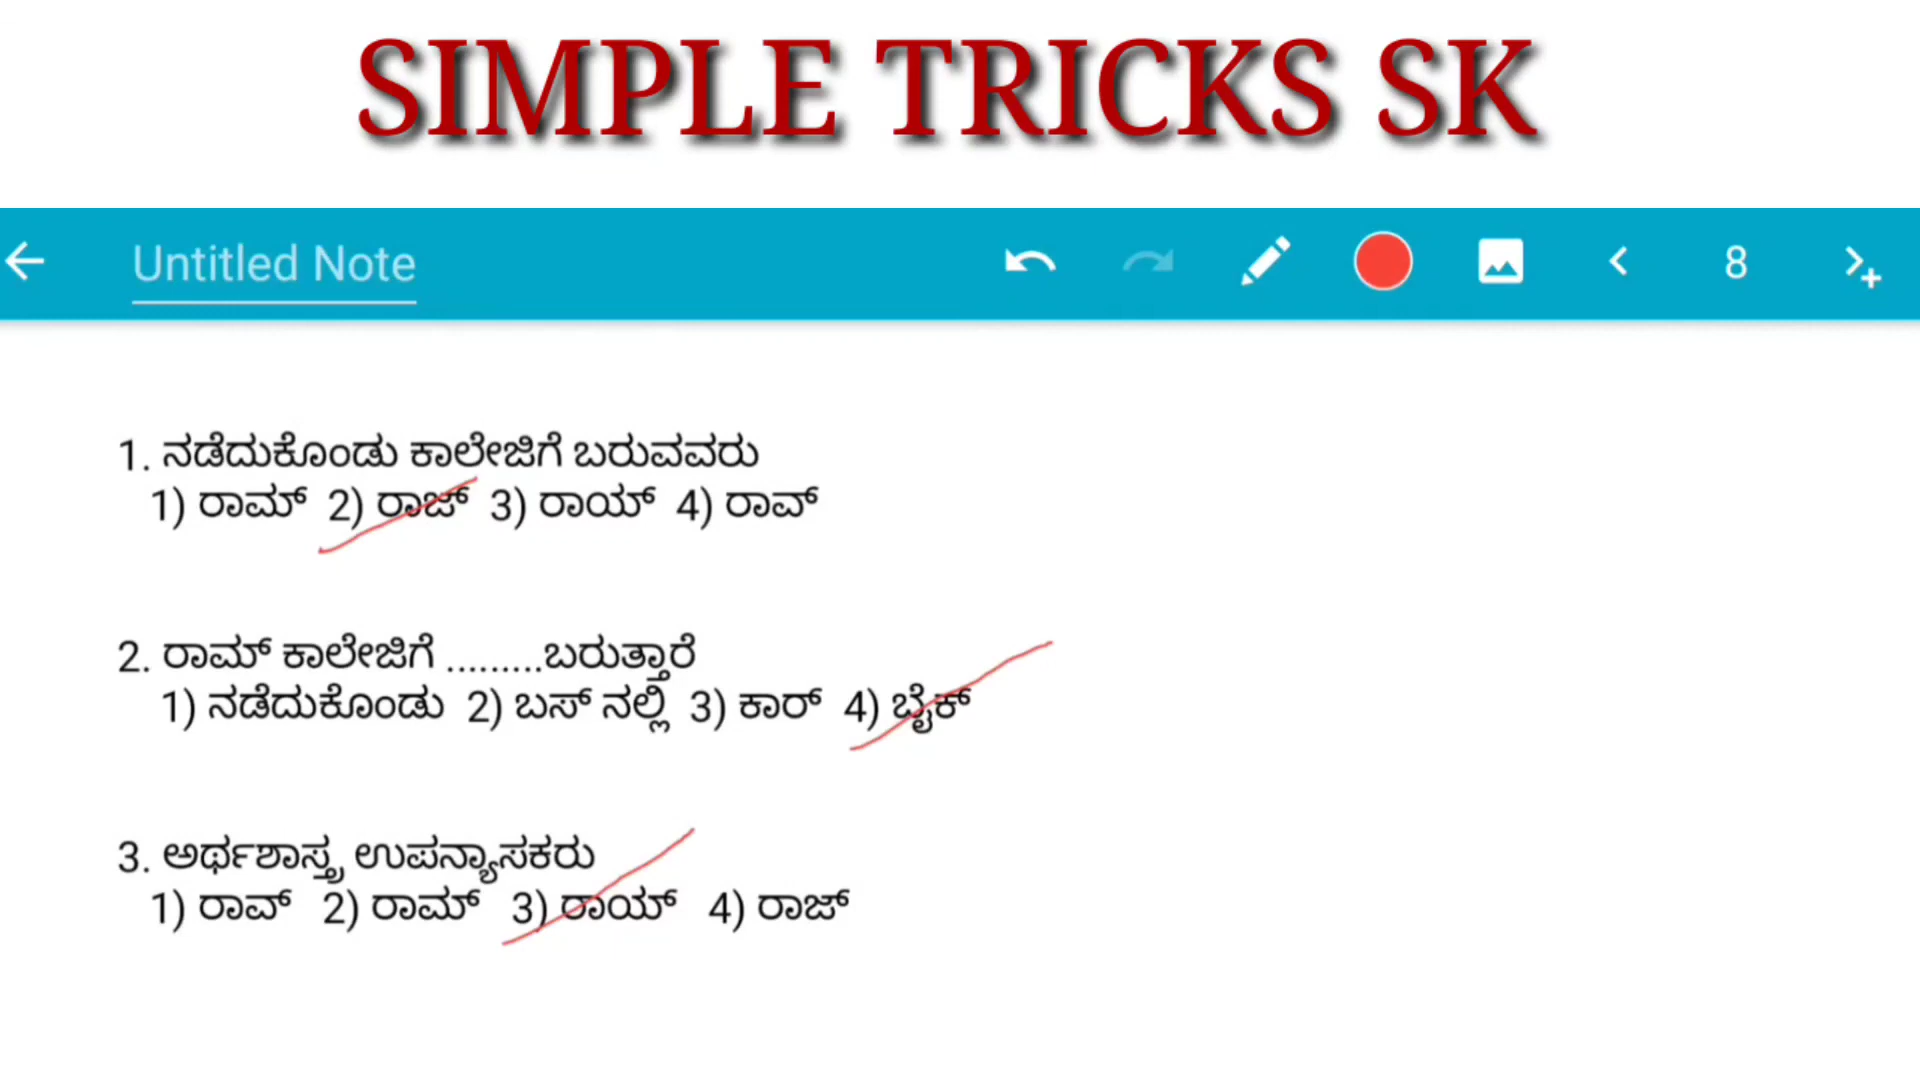 SIMPLE TRICKS SK
Untitled Note
8
1. ನಡೆದುಕೊಂಡು ಕಾಲೇಜಿಗೆ ಬರುವವರು
1) ರಾಮ್ 2) ರಾಜ್ 3) ರಾಯ್ 4) ರಾವ್
2. ರಾಮ್ ಕಾಲೇಜಿಗೆ .........ಬರುತ್ತಾರೆ
1) ನಡೆದುಕೊಂಡು 2) ಬಸ್ ನಲ್ಲಿ 3) ಕಾರ್ 4) ಬೈಕ್
3. ಅರ್ಥಶಾಸ್ತ್ರ ಉಪನ್ಯಾಸಕರು
1) ರಾವ್ 2) ರಾಮ್ 3) ರಾಯ್ 4) ರಾಜ್